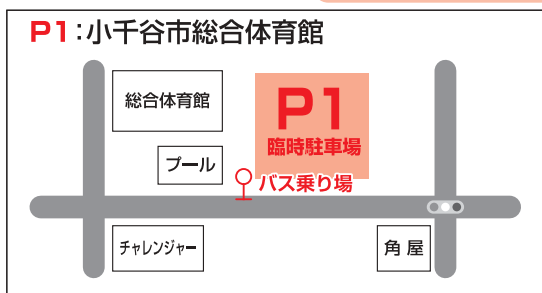 P1:小千谷市総合体育館
総合体育館
P1
臨時駐車場
プール
バス乗り場
チャレンジャー
角屋